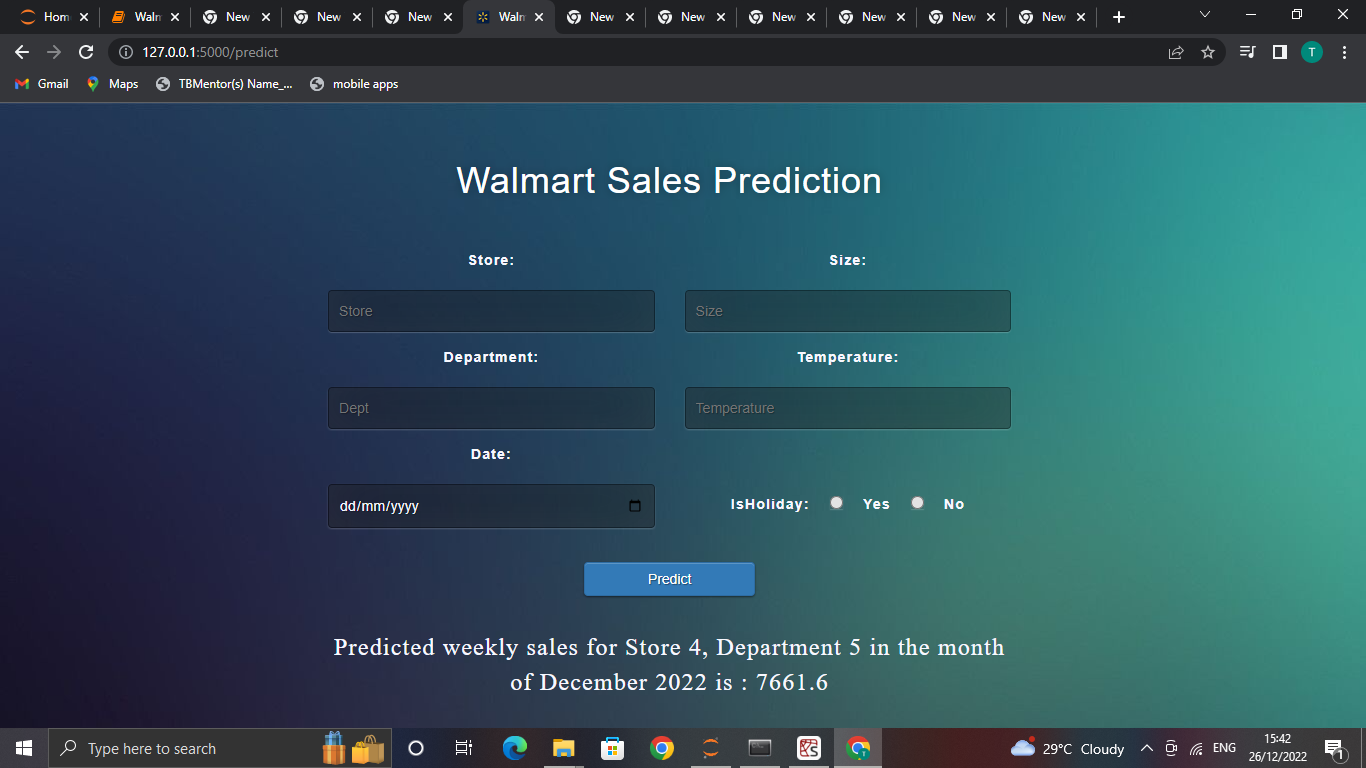 Hom
Walm
New
New
New
Walm
New
New
New
New
New
New
127.0.0.1:5000/predict
T
Gmail
Maps
TBMentor(s) Name_...
mobile apps
Walmart Sales Prediction
Store:
Size:
Store
Size
Department:
Temperature:
Dept
Temperature
Date:
dd/mm/yyyy
IsHoliday: Yes No
Predict
Predicted weekly sales for Store 4, Department 5 in the month
of December 2022 is : 7661.6
Type here to search
29°C Cloudy
ENG
15:42
26/12/2022
1